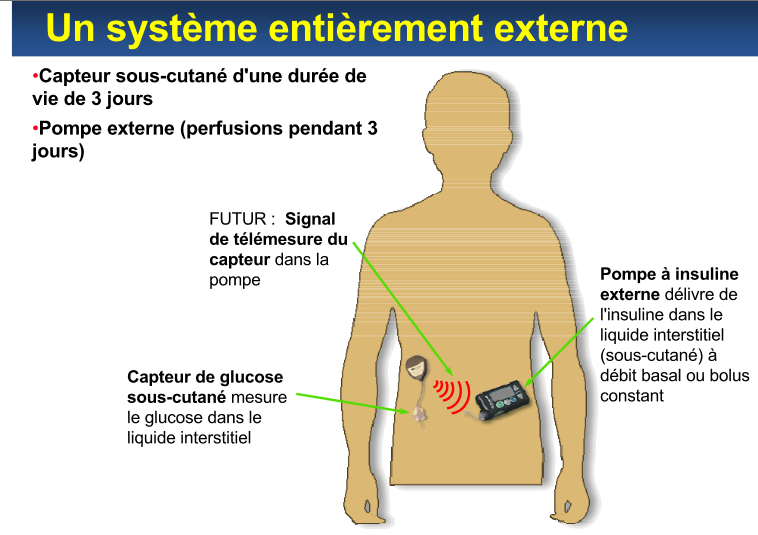 Un système entièrement externe
•Capteur sous-cutané d'une durée de
vie de 3 jours
•Pompe externe (perfusions pendant 3
jours)
FUTUR : Signal
de télémesure du
capteur dans la
pompe
Pompe à insuline
externe délivre de
l'insuline dans le
liquide interstitiel
(sous-cutané) à
débit basal ou bolus
constant
Capteur de glucose
sous-cutané mesure
le glucose dans le
liquide interstitiel